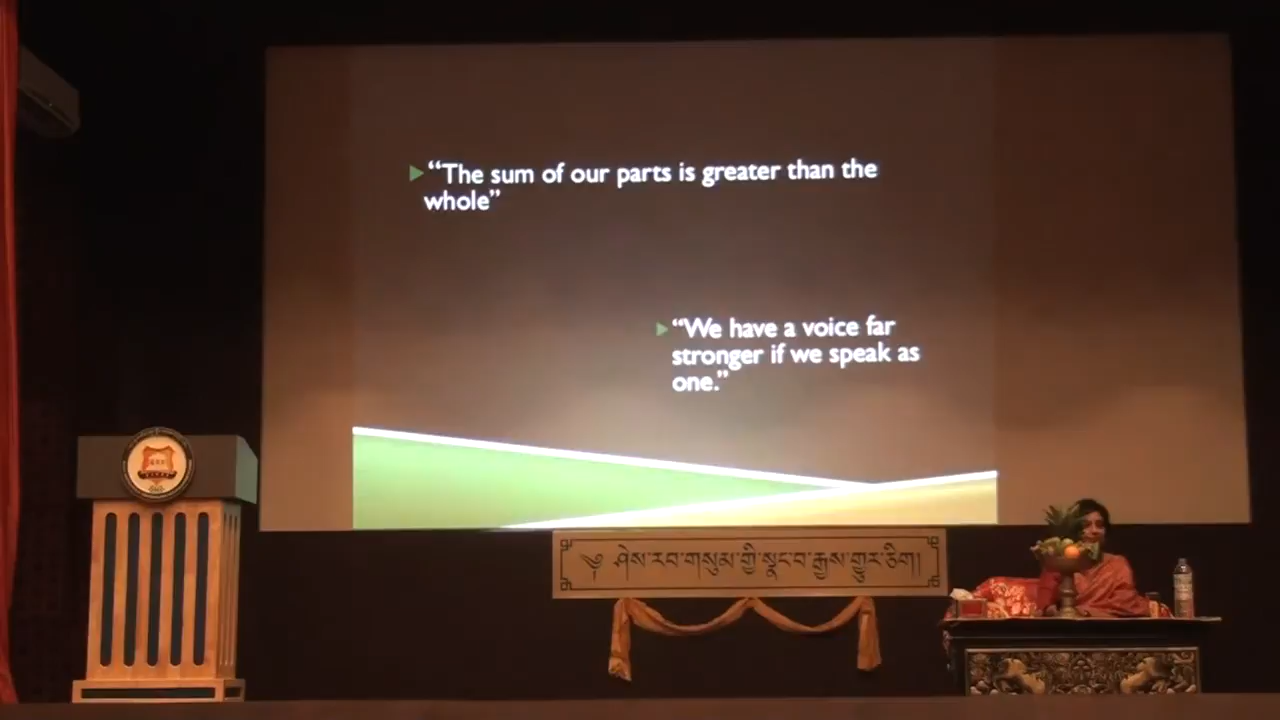 “The sum of our parts is greater than the
whole”
“We have a voice far
stronger if we speak as
one.”
༄ ཤེས་རབ་གསུམ་གྱི་སྣང་བ་རྒྱས་གྱུར་ཅིག།